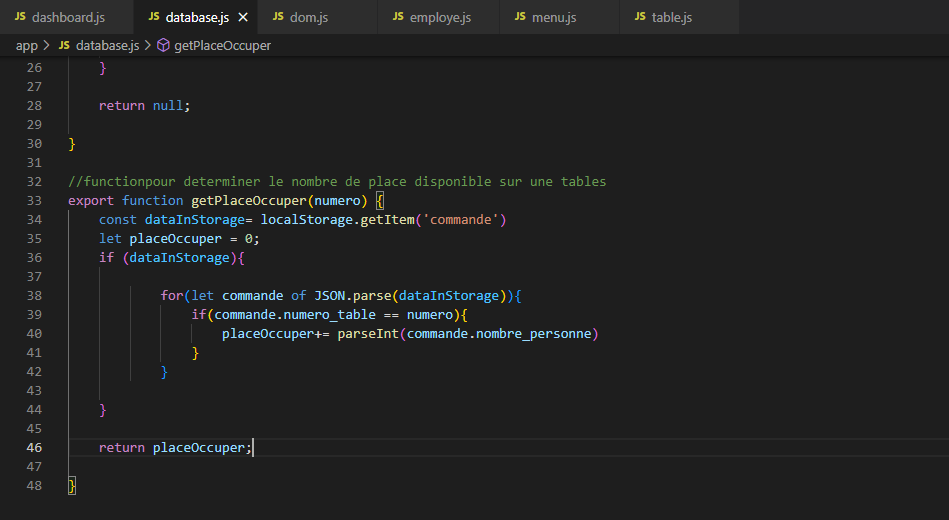 JS dashboard.js JS database.js × JS dom.js JS employe.js JS menu.js JS table.js
app > JS database.js > getPlaceOccuper
26 }
27
28 return null;
29
30 }
31
32 //functionpour determiner le nombre de place disponible sur une tables
33 export function getPlaceOccuper(numero) {
34 const dataInStorage= localStorage.getItem('commande')
35 let placeOccuper = 0;
36 if (dataInStorage){
37
38 for(let commande of JSON.parse(dataInStorage)){
39 if(commande.numero_table == numero){
40 placeOccuper+= parseInt(commande.nombre_personne)
41 }
42 }
43
44 }
45
46 return placeOccuper;
47
48 }